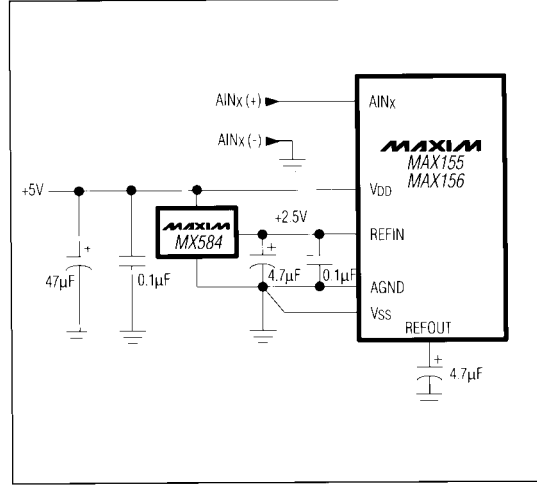 AINx (+)
AINx
AINx (-)
MAXIM
MAX155
MAX156
+5V
VDD
MAXIM
MX584
+2.5V
REFIN
+
47µF
0.1µF
+
4.7µF
0.1µF
AGND
VSS
REFOUT
+
4.7µF